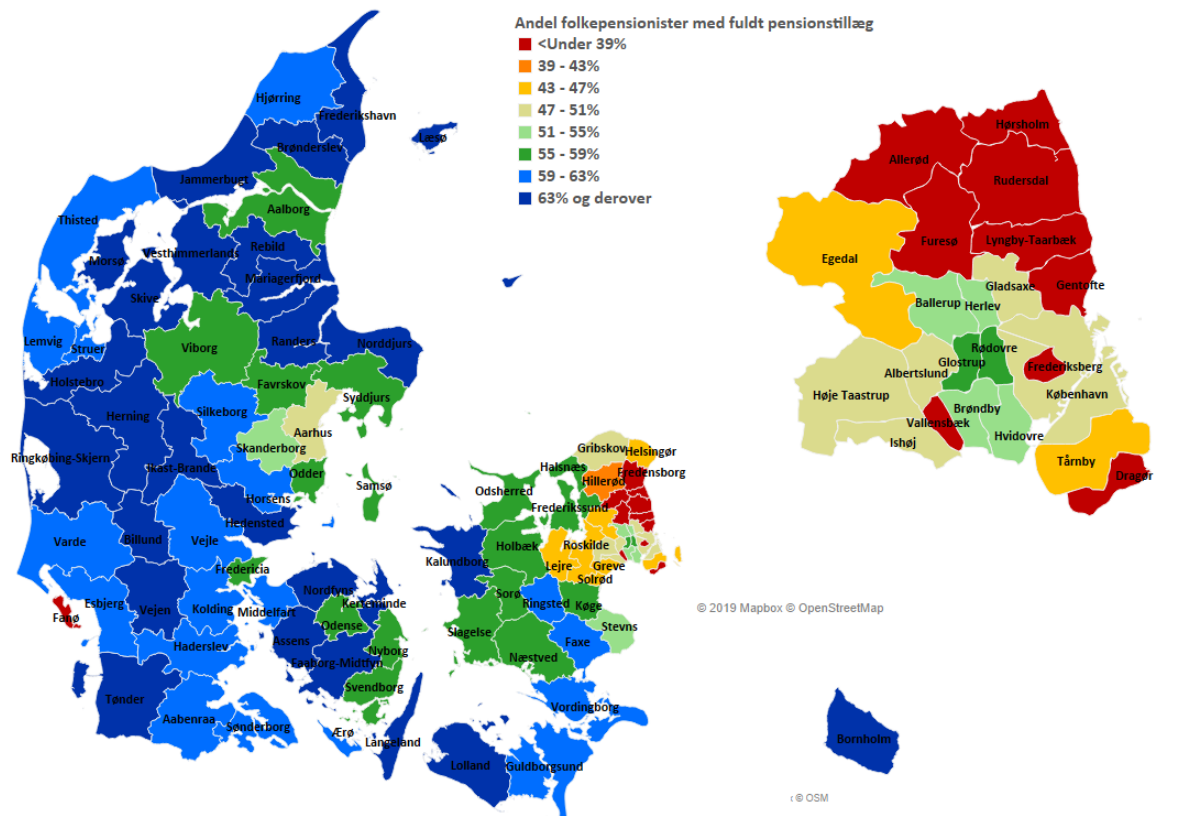 Andel folkepensionister med fuldt pensionstillæg
<Under 39%
39 - 43%
43 - 47%
47 - 51%
51 - 55%
55 - 59%
59 - 63%
63% og derover
Hjørring
Frederikshavn
Læsø
Brønderslev
Jammerbugt
Aalborg
Thisted
Vesthimmerlands
Rebild
Morsø
Mariagerfjord
Skive
Lemvig
Struer
Viborg
Randers
Norddjurs
Holstebro
Favrskov
Syddjurs
Herning
Silkeborg
Aarhus
Skanderborg
Ringkøbing-Skjern
Ikast-Brande
Odder
Samsø
Horsens
Hedensted
Varde
Billund
Vejle
Fredericia
Esbjerg
Fanø
Vejen
Kolding
Middelfart
Nordfyns
Kerteminde
Odense
Haderslev
Assens
Nyborg
Faaborg-Midtfyn
Svendborg
Tønder
Aabenraa
Sønderborg
Ærø
Langeland
Gribskov
Helsingør
Halsnæs
Hillerød
Fredensborg
Odsherred
Frederikssund
Holbæk
Roskilde
Kalundborg
Lejre
Greve
Solrød
Sorø
Ringsted
Køge
Slagelse
Stevns
Faxe
Næstved
Vordingborg
Lolland
Guldborgsund
Hørsholm
Allerød
Rudersdal
Furesø
Lyngby-Taarbæk
Egedal
Gentofte
Gladsaxe
Ballerup
Herlev
Rødovre
Glostrup
Frederiksberg
Albertslund
Høje Taastrup
København
Brøndby
Vallensbæk
Hvidovre
Ishøj
Tårnby
Dragør
© 2019 Mapbox © OpenStreetMap
Bornholm
© OSM